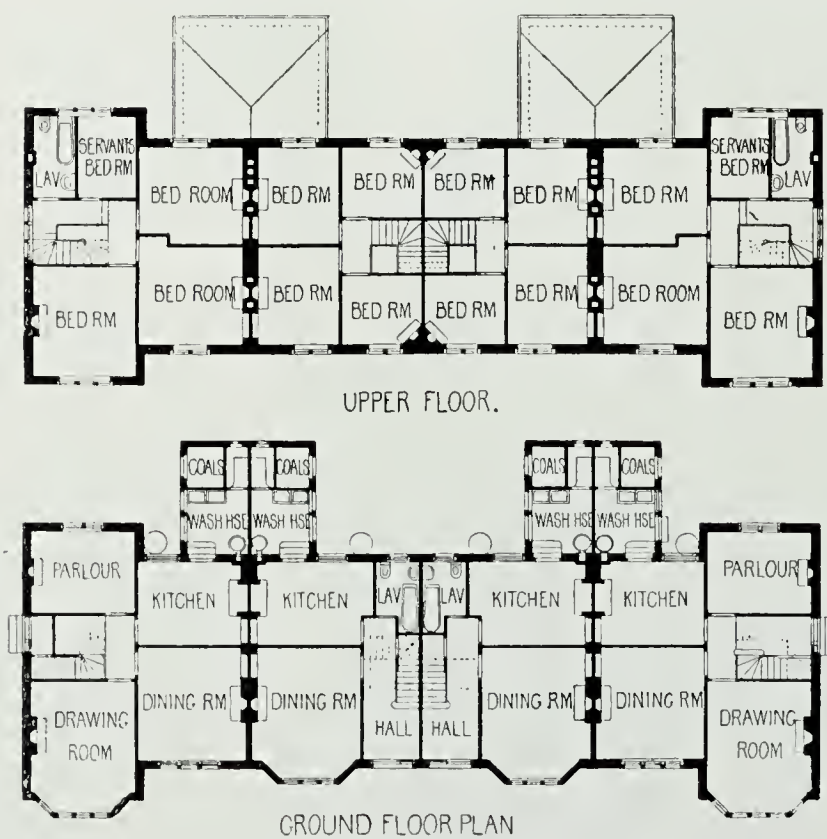 SERVANTS
BED RM
LAV
BED ROOM
BED RM
BED RM
BED RM
BED RM
BED RM
SERVANTS
BED RM
LAV
BED RM
BED ROOM
BED RM
BED RM
BED RM
BED RM
BED ROOM
BED RM
UPPER FLOOR.
COALS
COALS
COALS
COALS
WASH HSE
WASH HSE
WASH HSE
WASH HSE
PARLOUR
KITCHEN
KITCHEN
LAV
LAV
KITCHEN
KITCHEN
PARLOUR
DRAWING
ROOM
DINING RM
DINING RM
HALL
HALL
DINING RM
DINING RM
DRAWING
ROOM
GROUND FLOOR PLAN